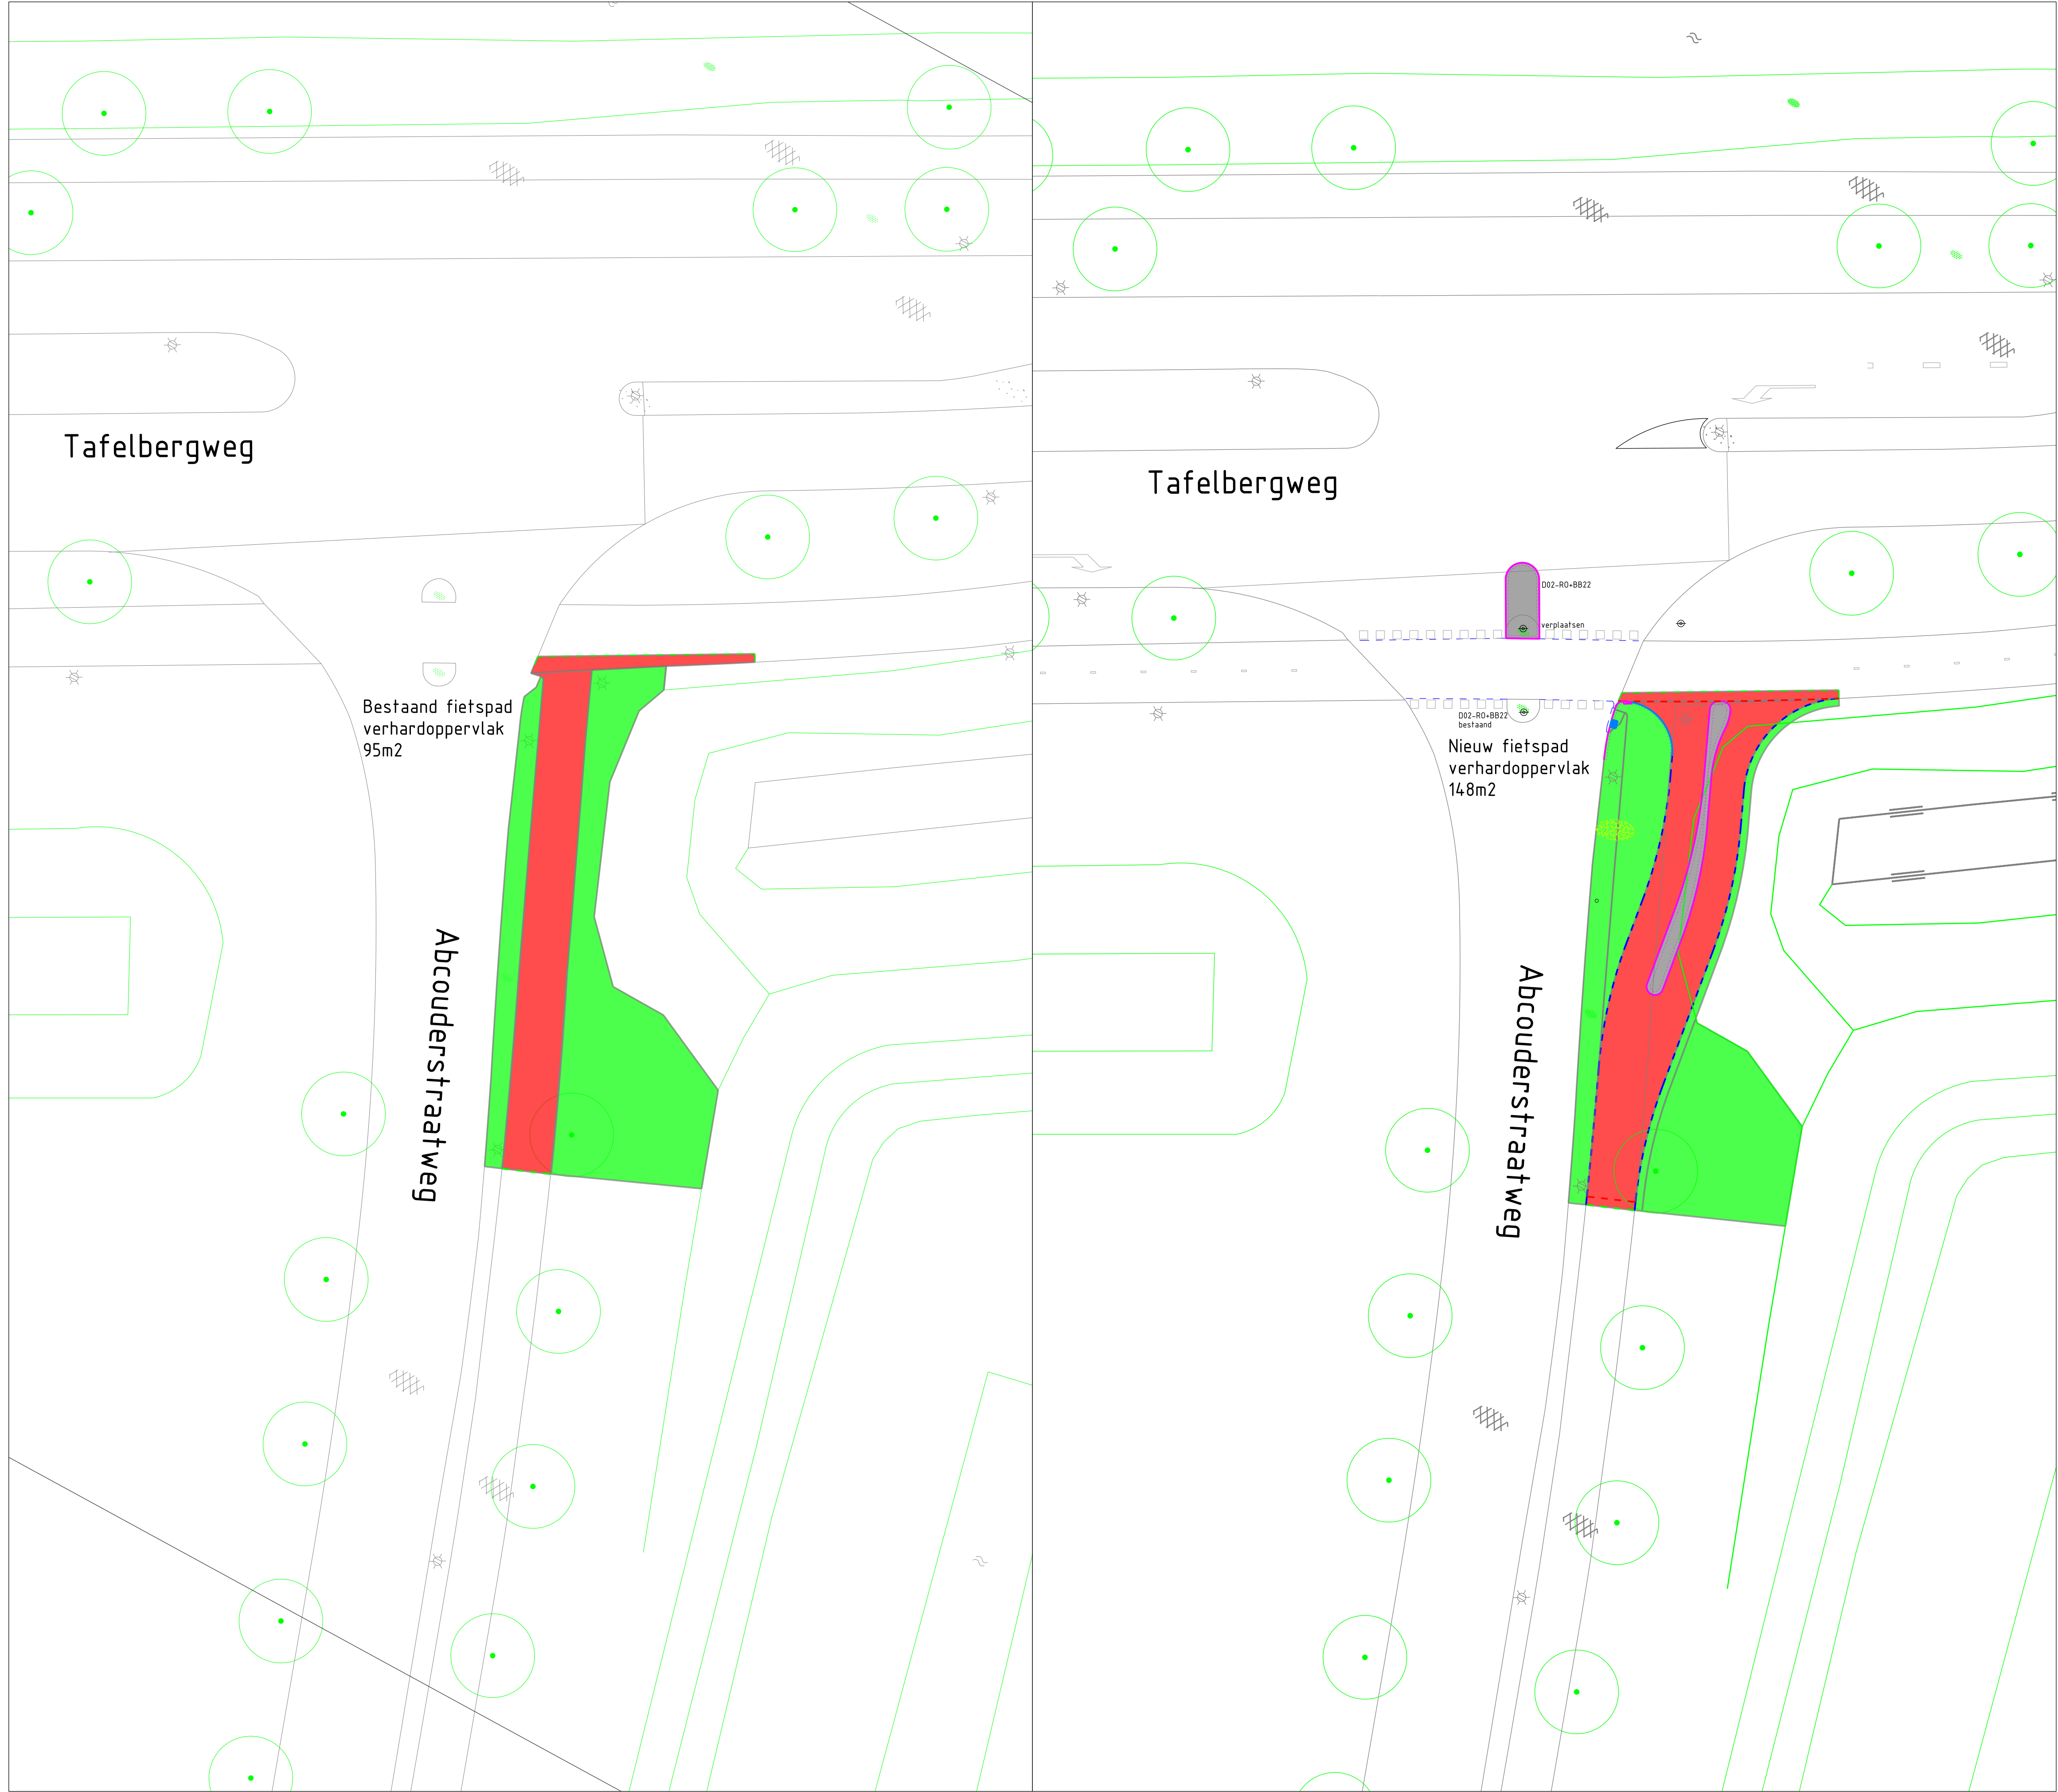 Tafelbergweg
Bestaand fietspad
verhardoppervlak
95m2
Abcouderstraatweg
Tafelbergweg
D02-RO+BB22
verplaatsen
D02-RO+BB22
bestaand
Nieuw fietspad
verhardoppervlak
148m2
Abcouderstraatweg